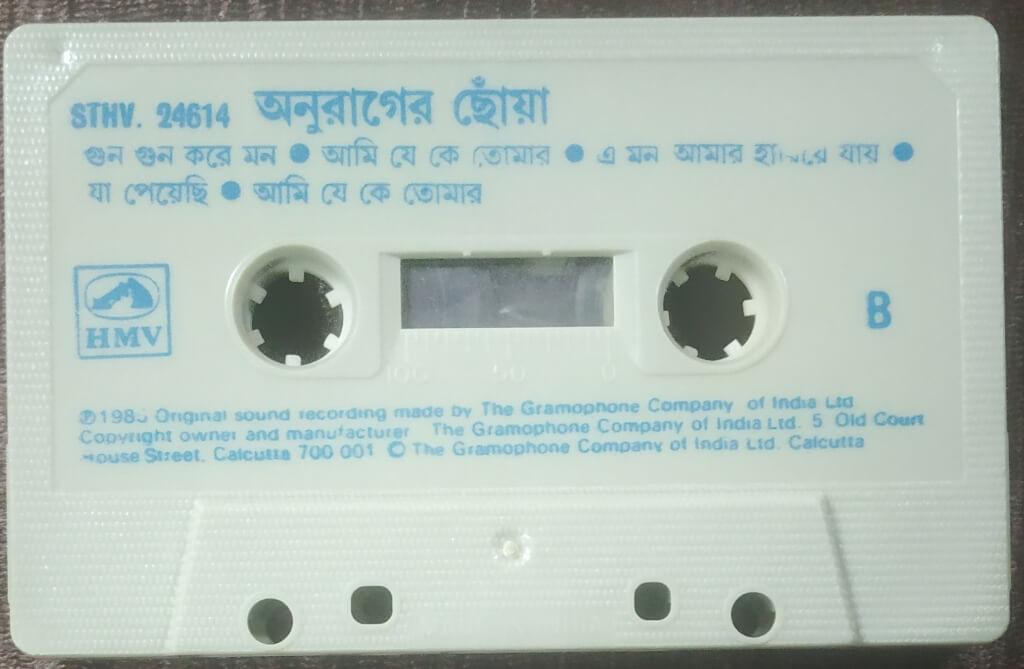 STHV. 24614 অনুরাগের ছোঁয়া
গুন গুন করে মন ● আমি যে কে তোমার ● এ মন আমার যায় ●
যা পেয়েছি ● আমি যে কে তোমার
HMV
B
100 50 0
Original sound recording made by The Gramophone Company of India Ltd.
Copyright owner and manufacturer The Gramophone Company of India Ltd. 5 Old Court
House Street, Calcutta 700 001 © The Gramophone Company of India Ltd. Calcutta